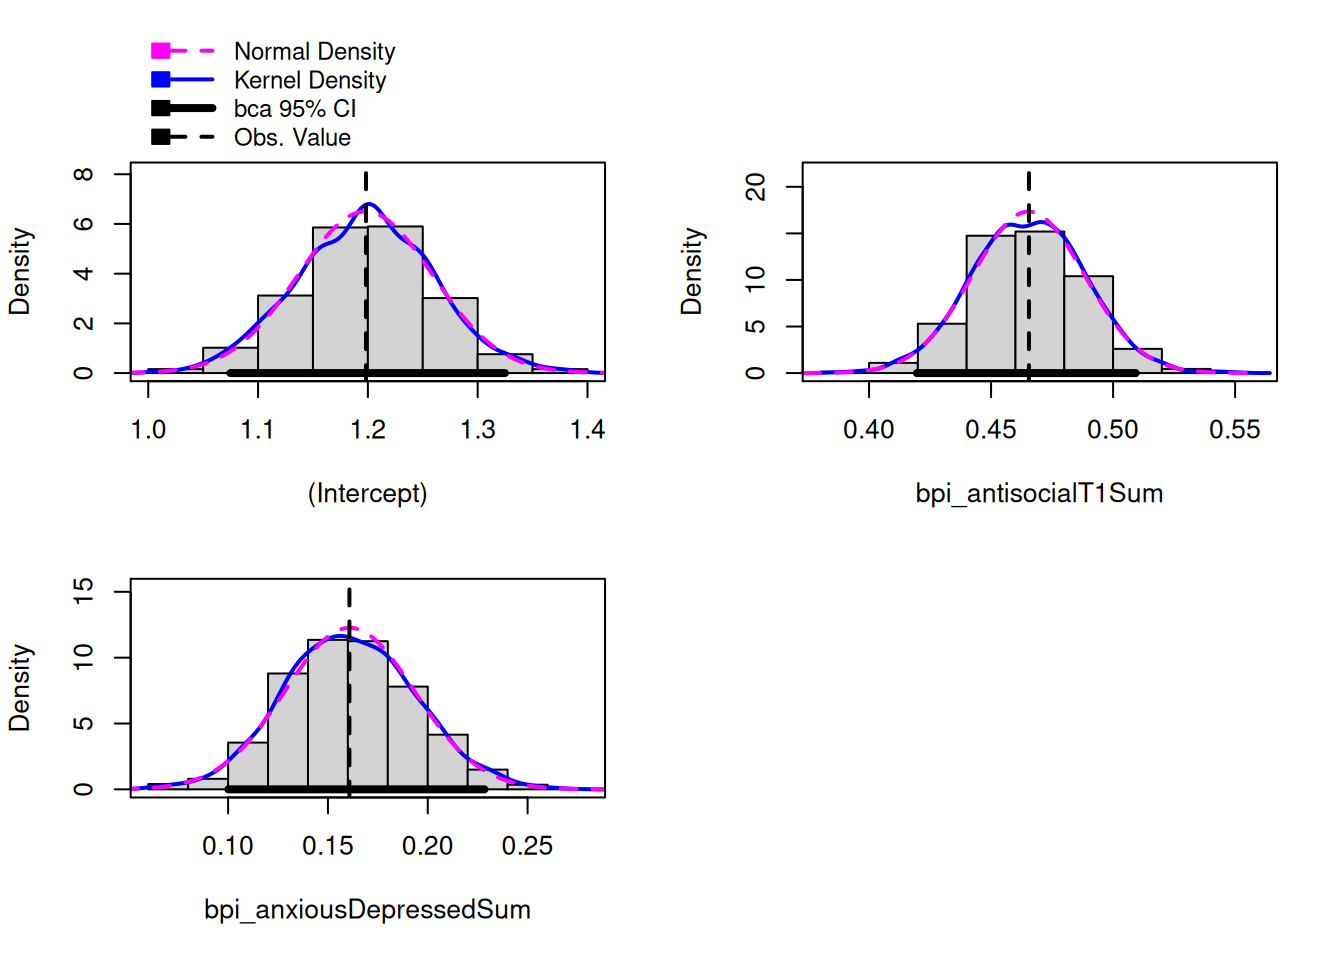 Normal Density
Kernel Density
bca 95% CI
Obs. Value
Density
8
6
4
2
0
1.0 1.1 1.2 1.3 1.4
(Intercept)
Density
20
10
5
0
0.40 0.45 0.50 0.55
bpi_antisocialT1Sum
Density
15
10
5
0
0.10 0.15 0.20 0.25
bpi_anxiousDepressedSum